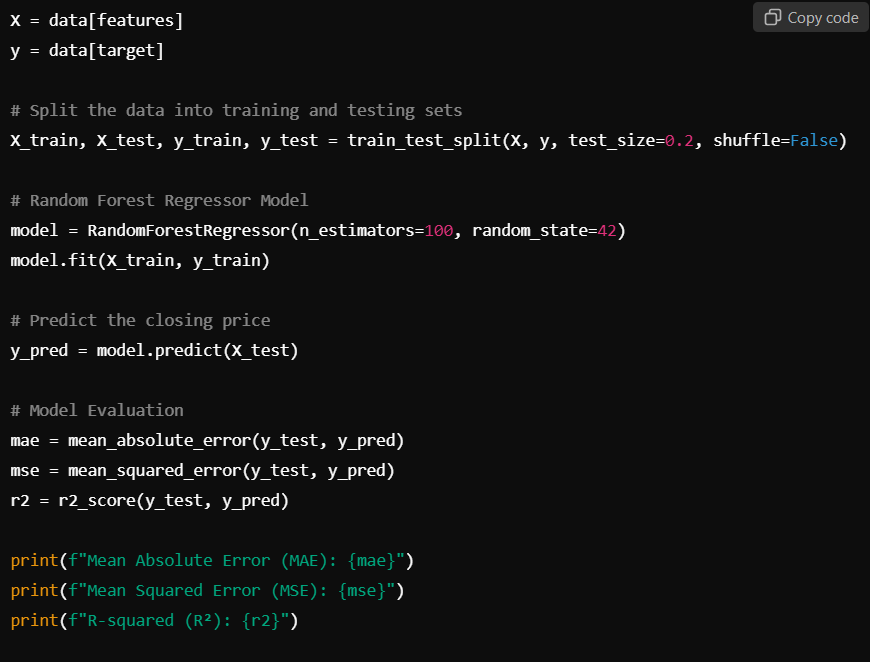 X = data[features]
Copy code
y = data[target]
# Split the data into training and testing sets
X_train, X_test, y_train, y_test = train_test_split(X, y, test_size=0.2, shuffle=False)
# Random Forest Regressor Model
model = RandomForestRegressor(n_estimators=100, random_state=42)
model.fit(X_train, y_train)
# Predict the closing price
y_pred = model.predict(X_test)
# Model Evaluation
mae = mean_absolute_error(y_test, y_pred)
mse = mean_squared_error(y_test, y_pred)
r2 = r2_score(y_test, y_pred)
print(f"Mean Absolute Error (MAE): {mae}")
print(f"Mean Squared Error (MSE): {mse}")
print(f"R-squared (R²): {r2}")